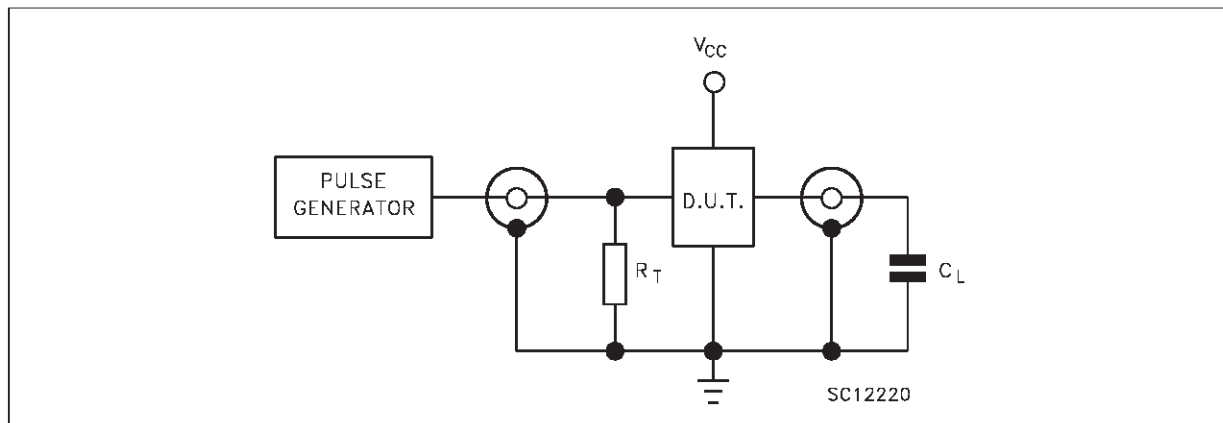 VCC
PULSE
GENERATOR
D.U.T.
RT
CL
SC12220